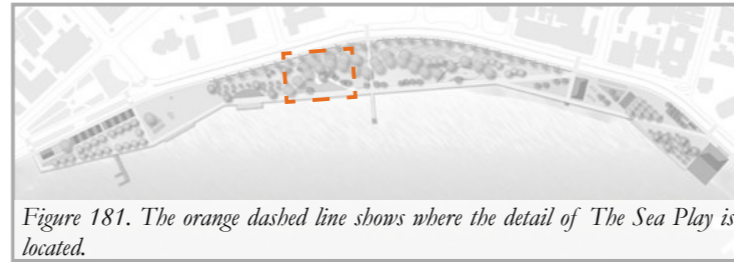 Figure 181. The orange dashed line shows where the detail of The Sea Play is
located.